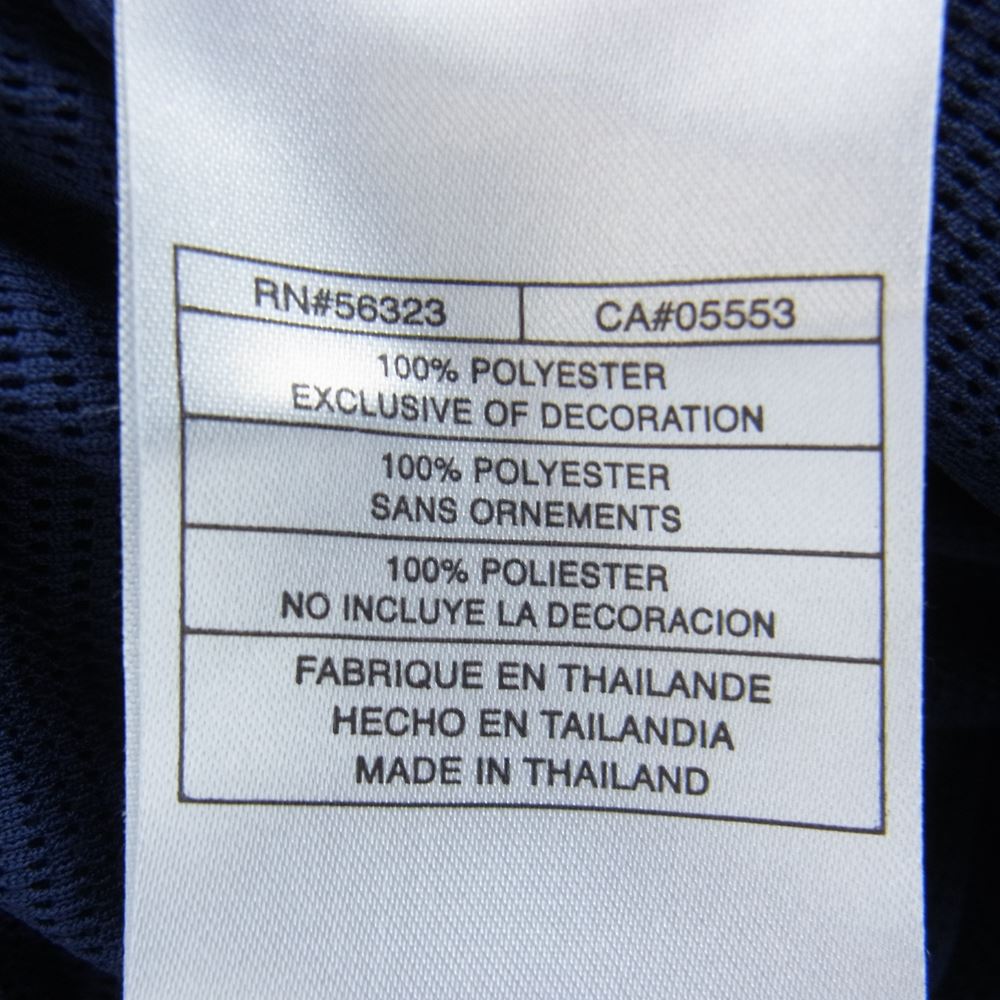 RN#56323 CA#05553
100% POLYESTER
EXCLUSIVE OF DECORATION
100% POLYESTER
SANS ORNEMENTS
100% POLIESTER
NO INCLUYE LA DECORACION
FABRIQUE EN THAILANDE
HECHO EN TAILANDIA
MADE IN THAILAND